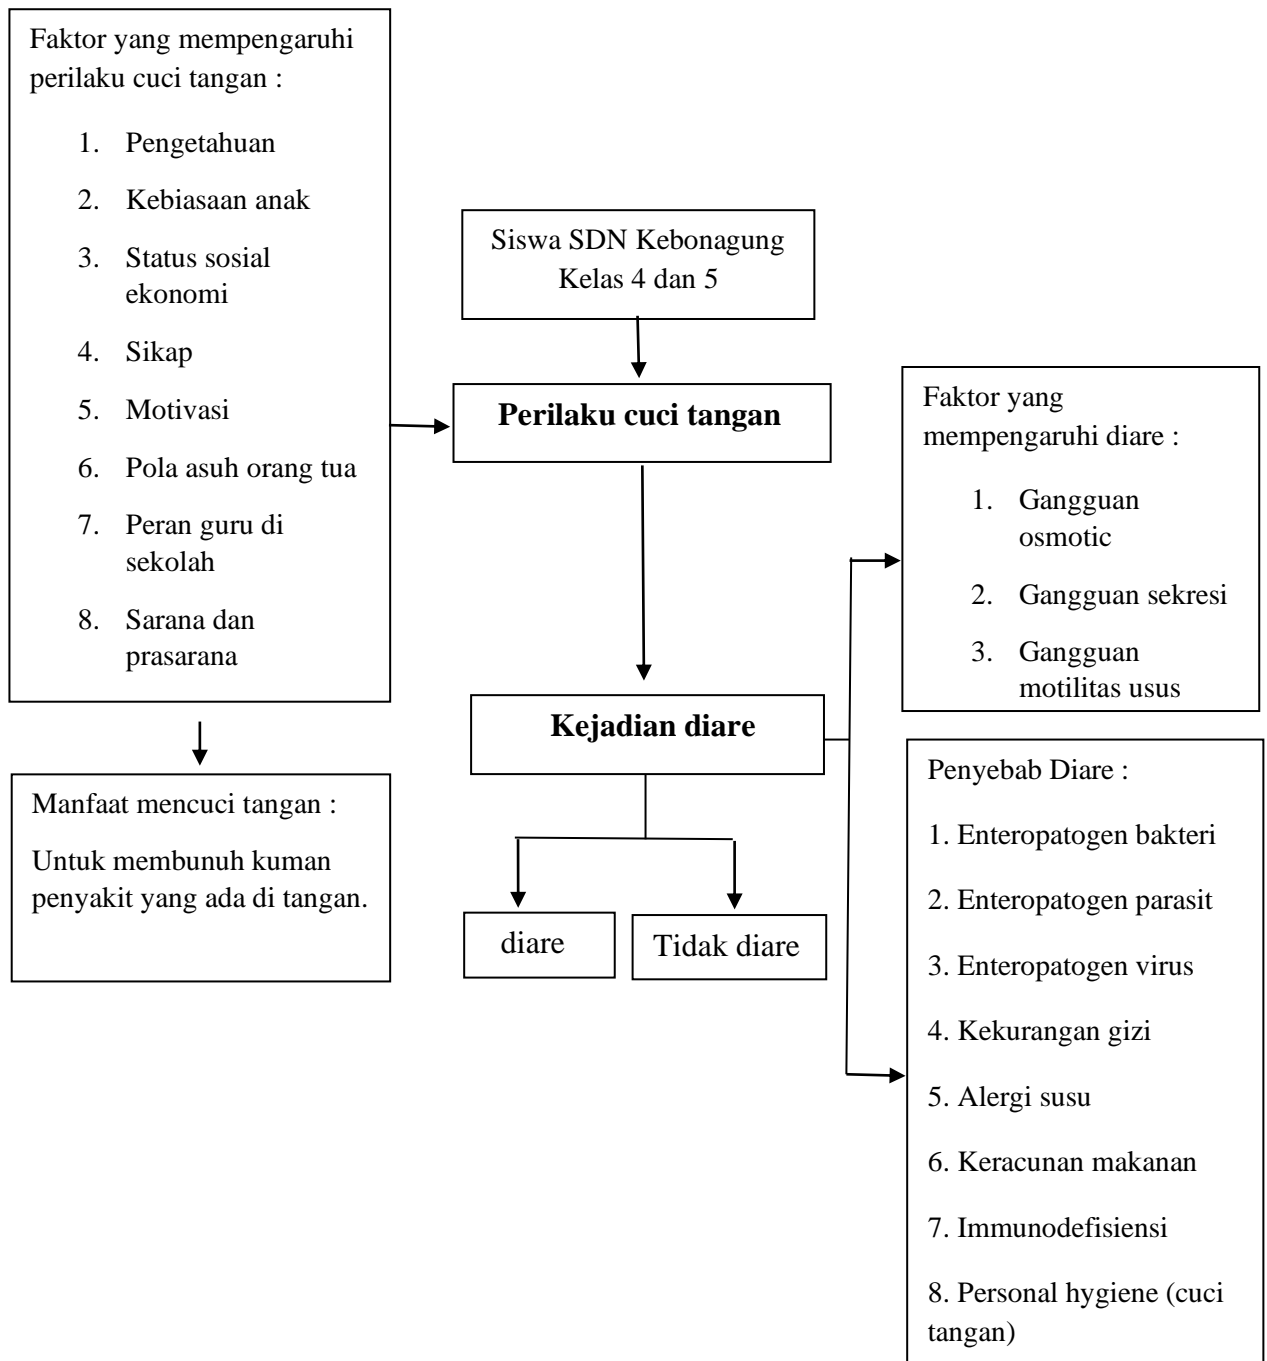 Faktor yang mempengaruhi
perilaku cuci tangan :
1. Pengetahuan
2. Kebiasaan anak
3. Status sosial
ekonomi
4. Sikap
5. Motivasi
6. Pola asuh orang tua
7. Peran guru di
sekolah
8. Sarana dan
prasarana
Manfaat mencuci tangan :
Untuk membunuh kuman
penyakit yang ada di tangan.
Siswa SDN Kebonagung
Kelas 4 dan 5
Perilaku cuci tangan
Kejadian diare
diare
Tidak diare
Faktor yang
mempengaruhi diare :
1. Gangguan
osmotic
2. Gangguan sekresi
3. Gangguan
motilitas usus
Penyebab Diare :
1. Enteropatogen bakteri
2. Enteropatogen parasit
3. Enteropatogen virus
4. Kekurangan gizi
5. Alergi susu
6. Keracunan makanan
7. Immunodefisiensi
8. Personal hygiene (cuci
tangan)